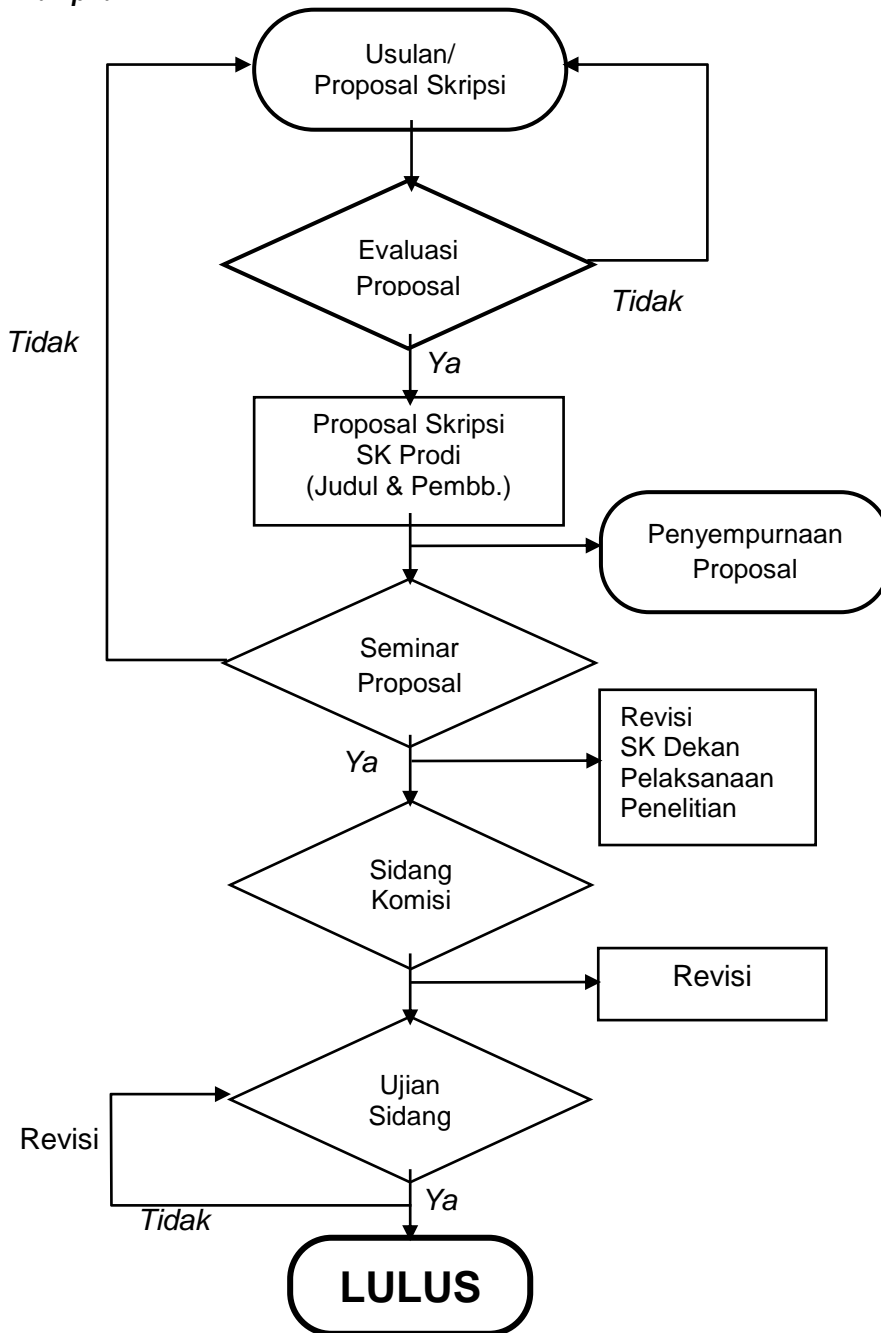 Usulan/
Proposal Skripsi
Evaluasi
Proposal
Tidak
Tidak
Ya
Proposal Skripsi
SK Prodi
(Judul & Pembb.)
Penyempurnaan
Proposal
Seminar
Proposal
Ya
Revisi
SK Dekan
Pelaksanaan
Penelitian
Sidang
Komisi
Revisi
Ujian
Sidang
Revisi
Tidak
Ya
LULUS